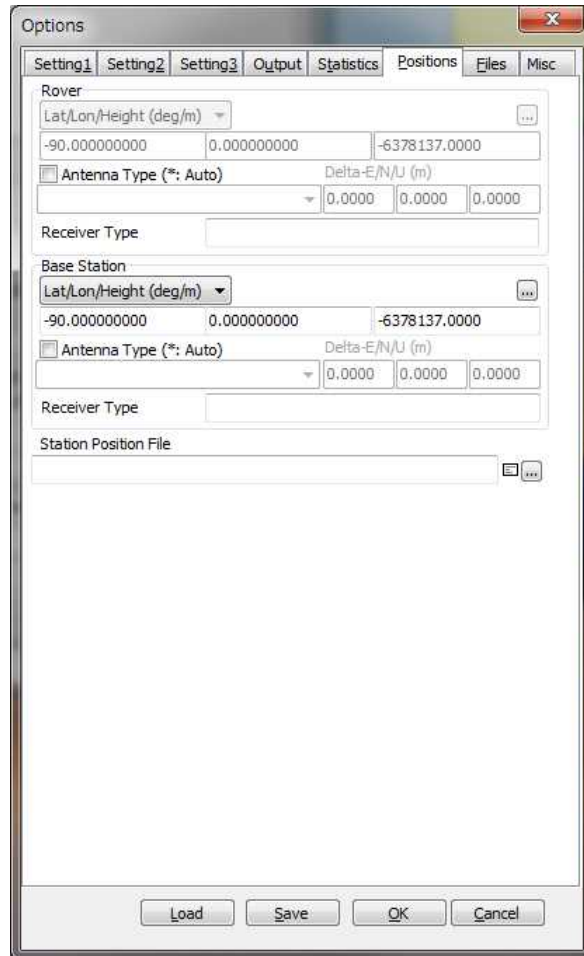 Options
Setting1 Setting2 Setting3 Output Statistics Positions Files Misc
Rover
Lat/Lon/Height (deg/m) ...
-90.000000000 0.000000000 -6378137.0000
Antenna Type (*: Auto) Delta-E/N/U (m)
0.0000 0.0000 0.0000
Receiver Type
Base Station
Lat/Lon/Height (deg/m) ...
-90.000000000 0.000000000 -6378137.0000
Antenna Type (*: Auto) Delta-E/N/U (m)
0.0000 0.0000 0.0000
Receiver Type
Station Position File
...
Load Save OK Cancel